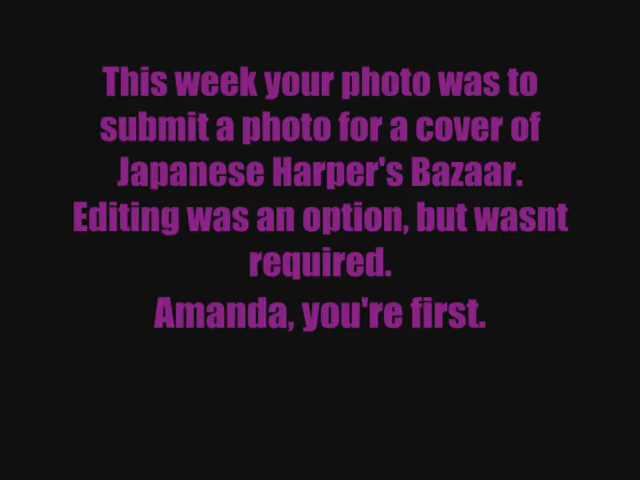 This week your photo was to
submit a photo for a cover of
Japanese Harper's Bazaar.
Editing was an option, but wasnt
required.
Amanda, you're first.